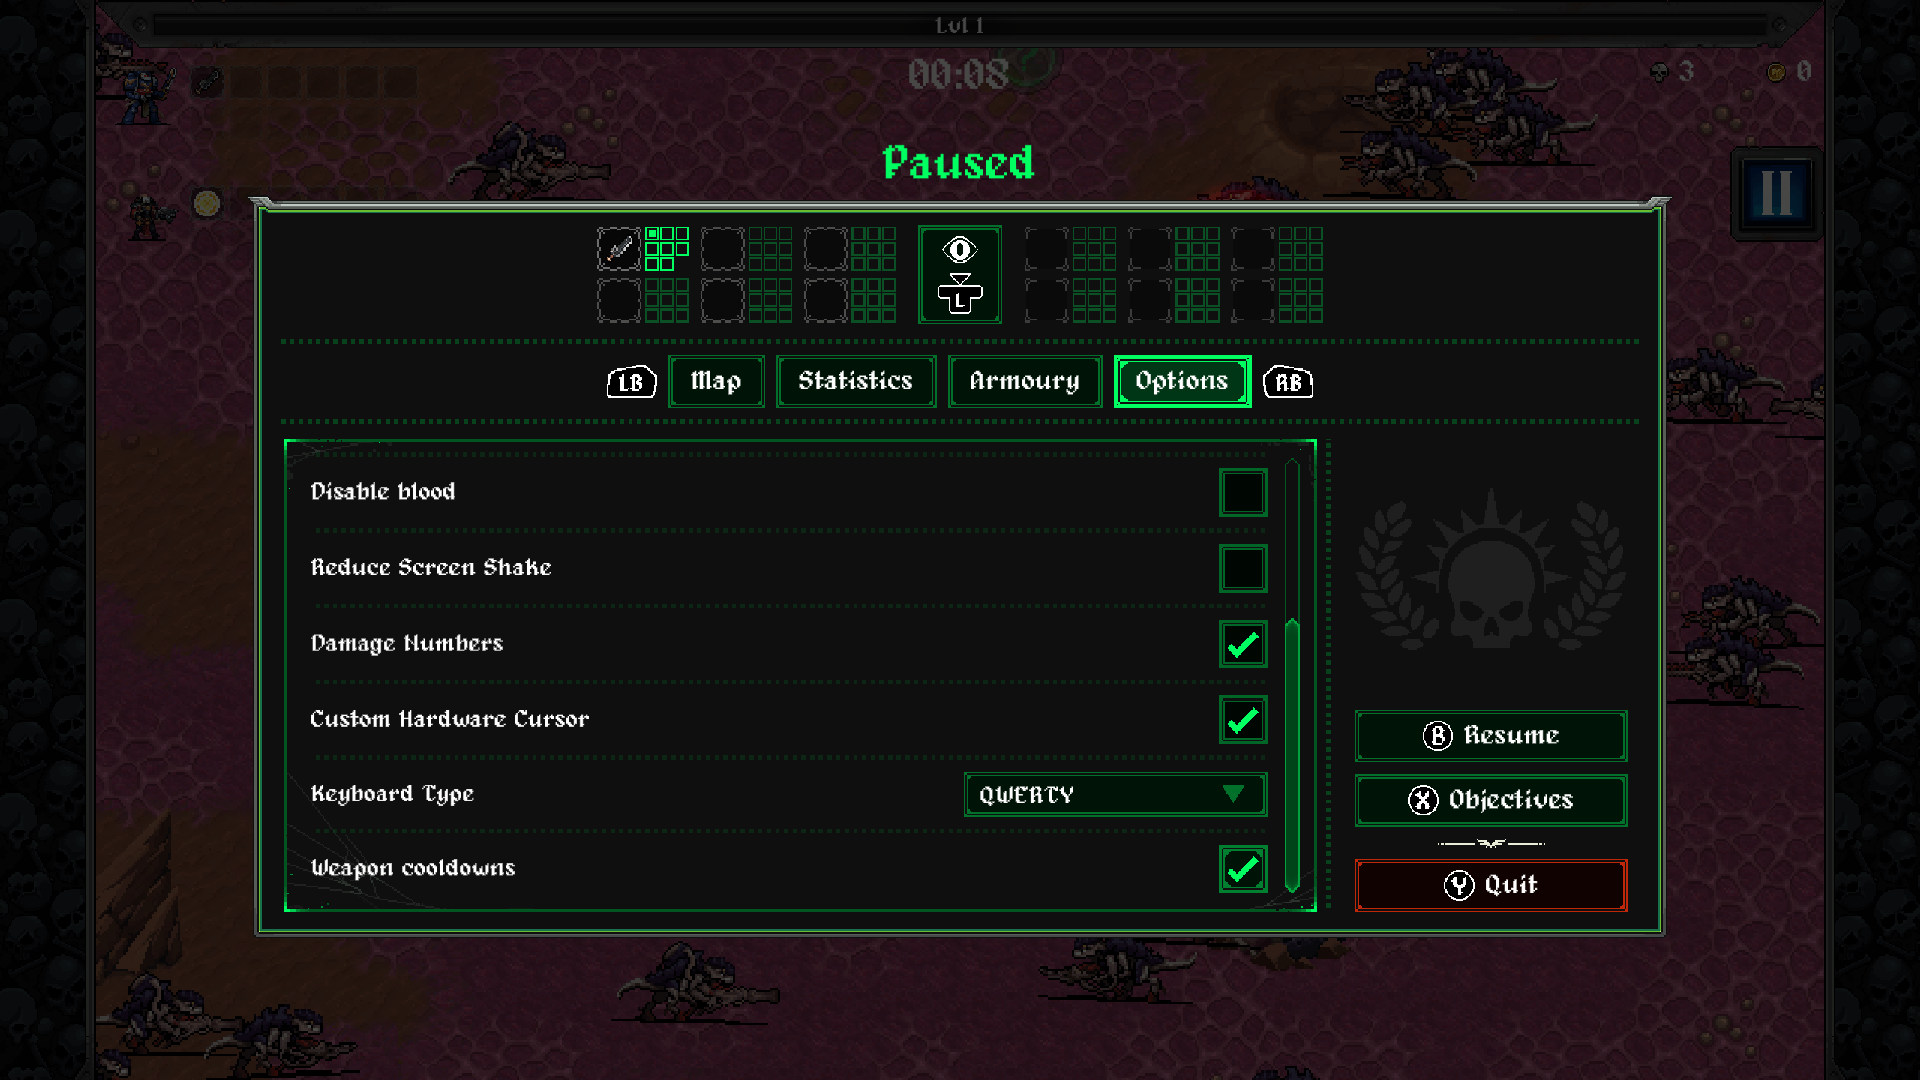 Lvl 1
00:08
3
0
Paused
L
LB
Map
Statistics
Armoury
Options
RB
Disable blood
Reduce Screen Shake
Damage Numbers
Custom Hardware Cursor
Keyboard Type
QWERTY
Weapon cooldowns
B Resume
X Objectives
Y Quit